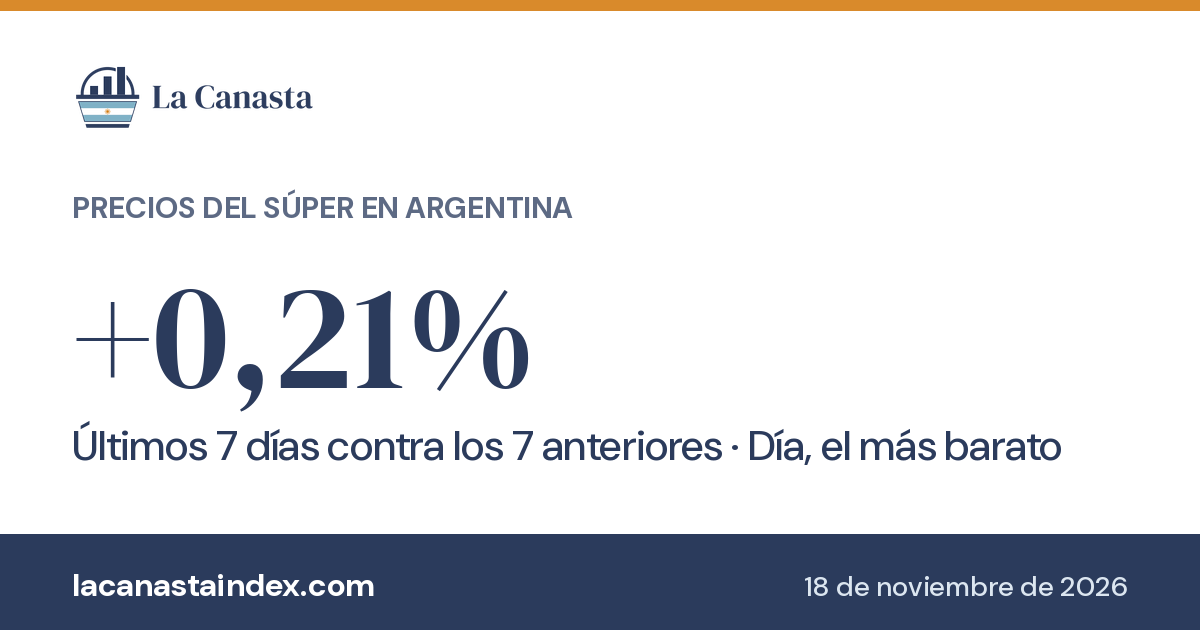 La Canasta
PRECIOS DEL SÚPER EN ARGENTINA
+0,21%
Últimos 7 días contra los 7 anteriores · Día, el más barato
lacanastaindex.com
18 de noviembre de 2026